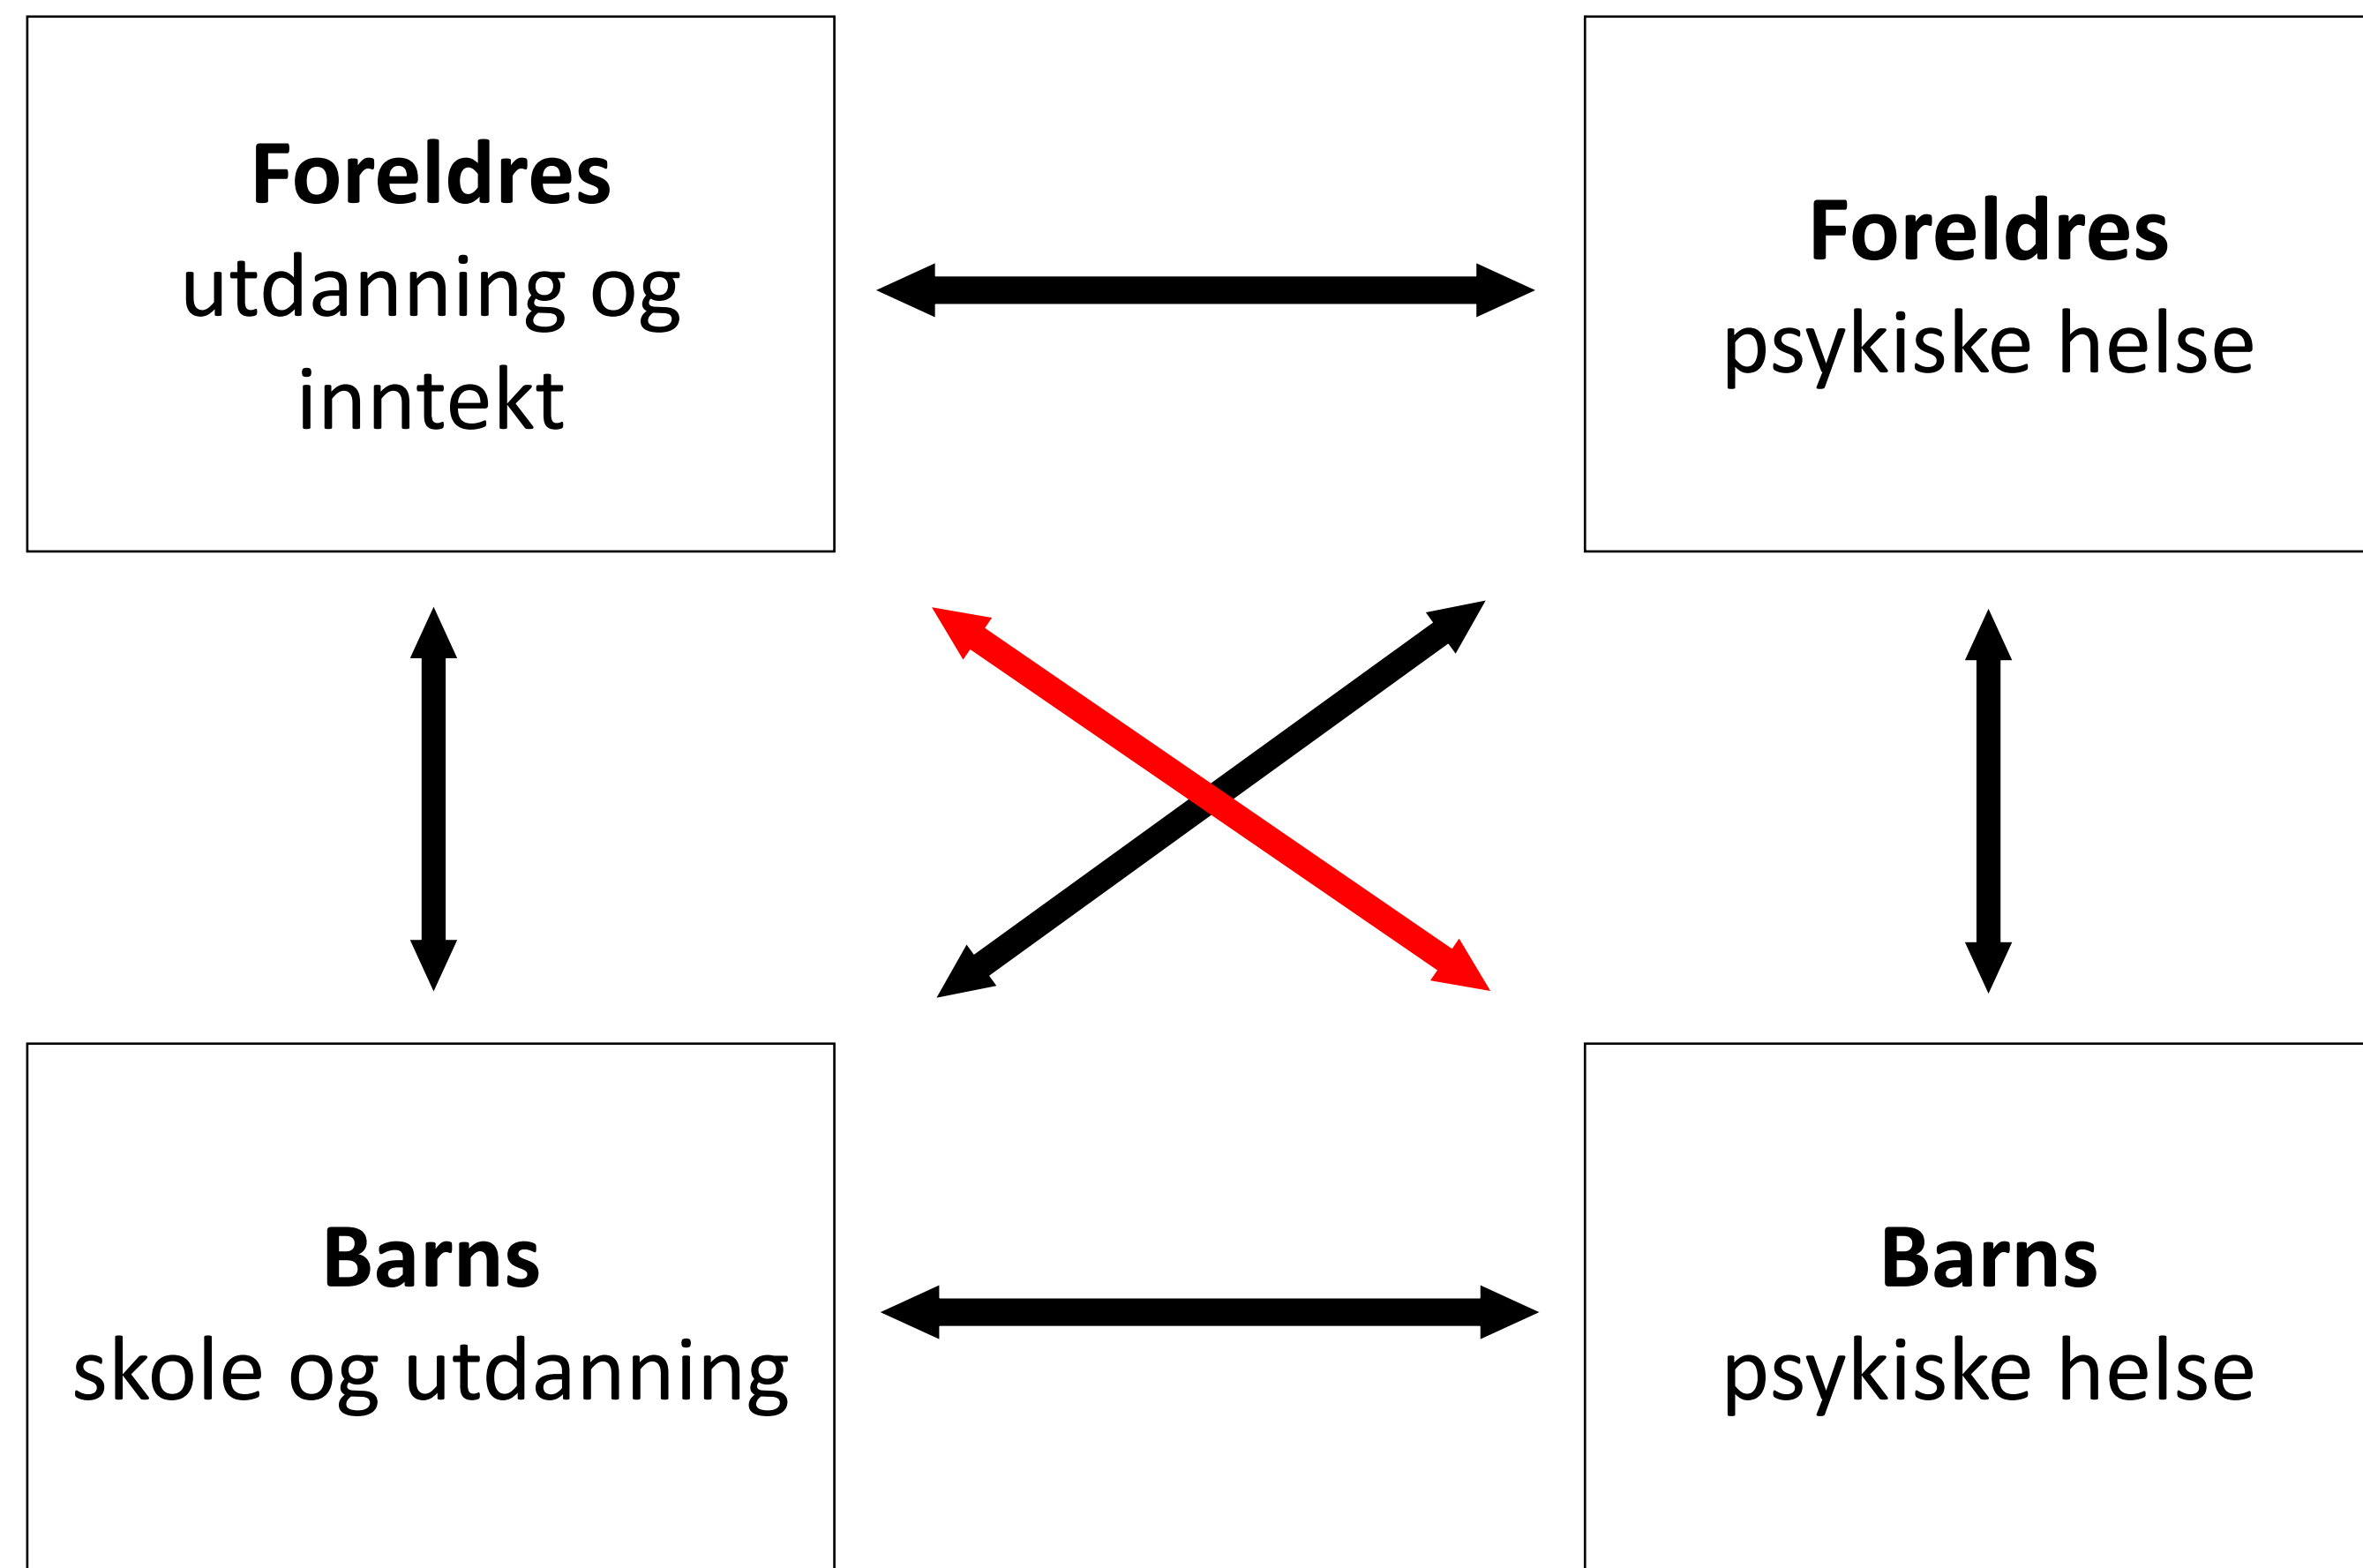 Foreldres
utdanning og
inntekt
Foreldres
psykiske helse
Barns
skole og utdanning
Barns
psykiske helse